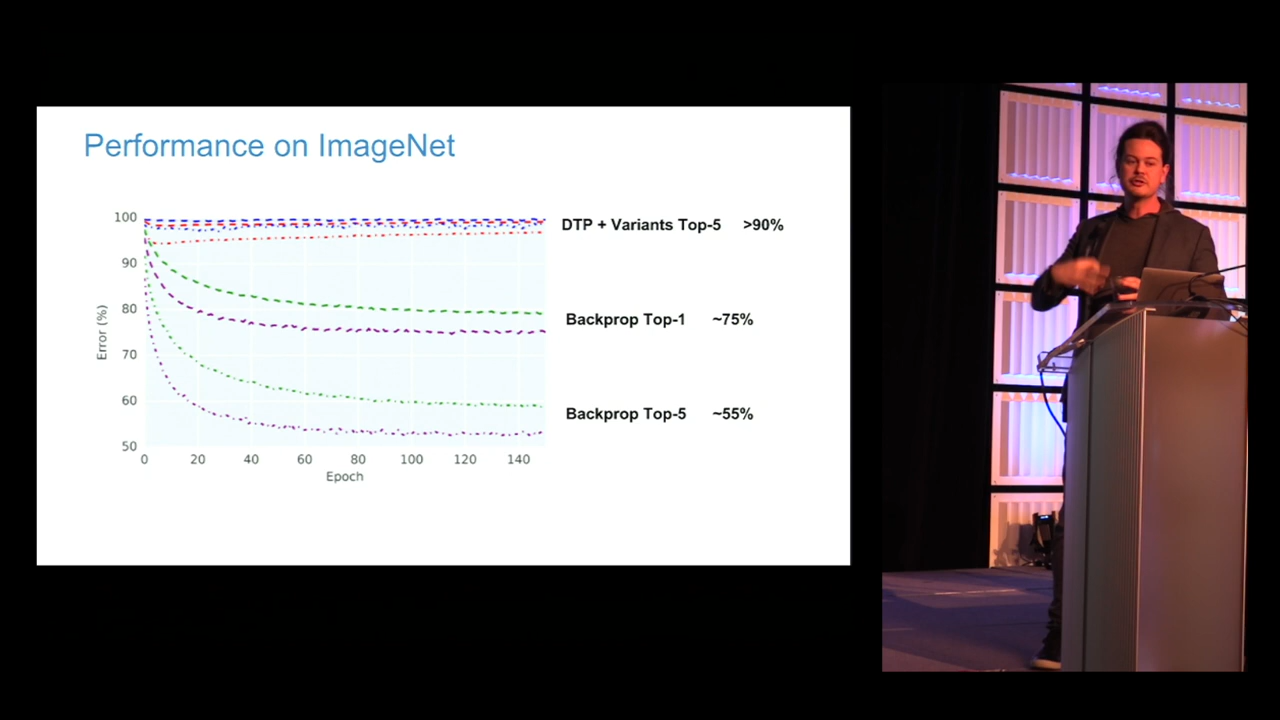 Performance on ImageNet
100
90
80
70
60
50
Error (%)
0 20 40 60 80 100 120 140
Epoch
DTP + Variants Top-5 >90%
Backprop Top-1 ~75%
Backprop Top-5 ~55%